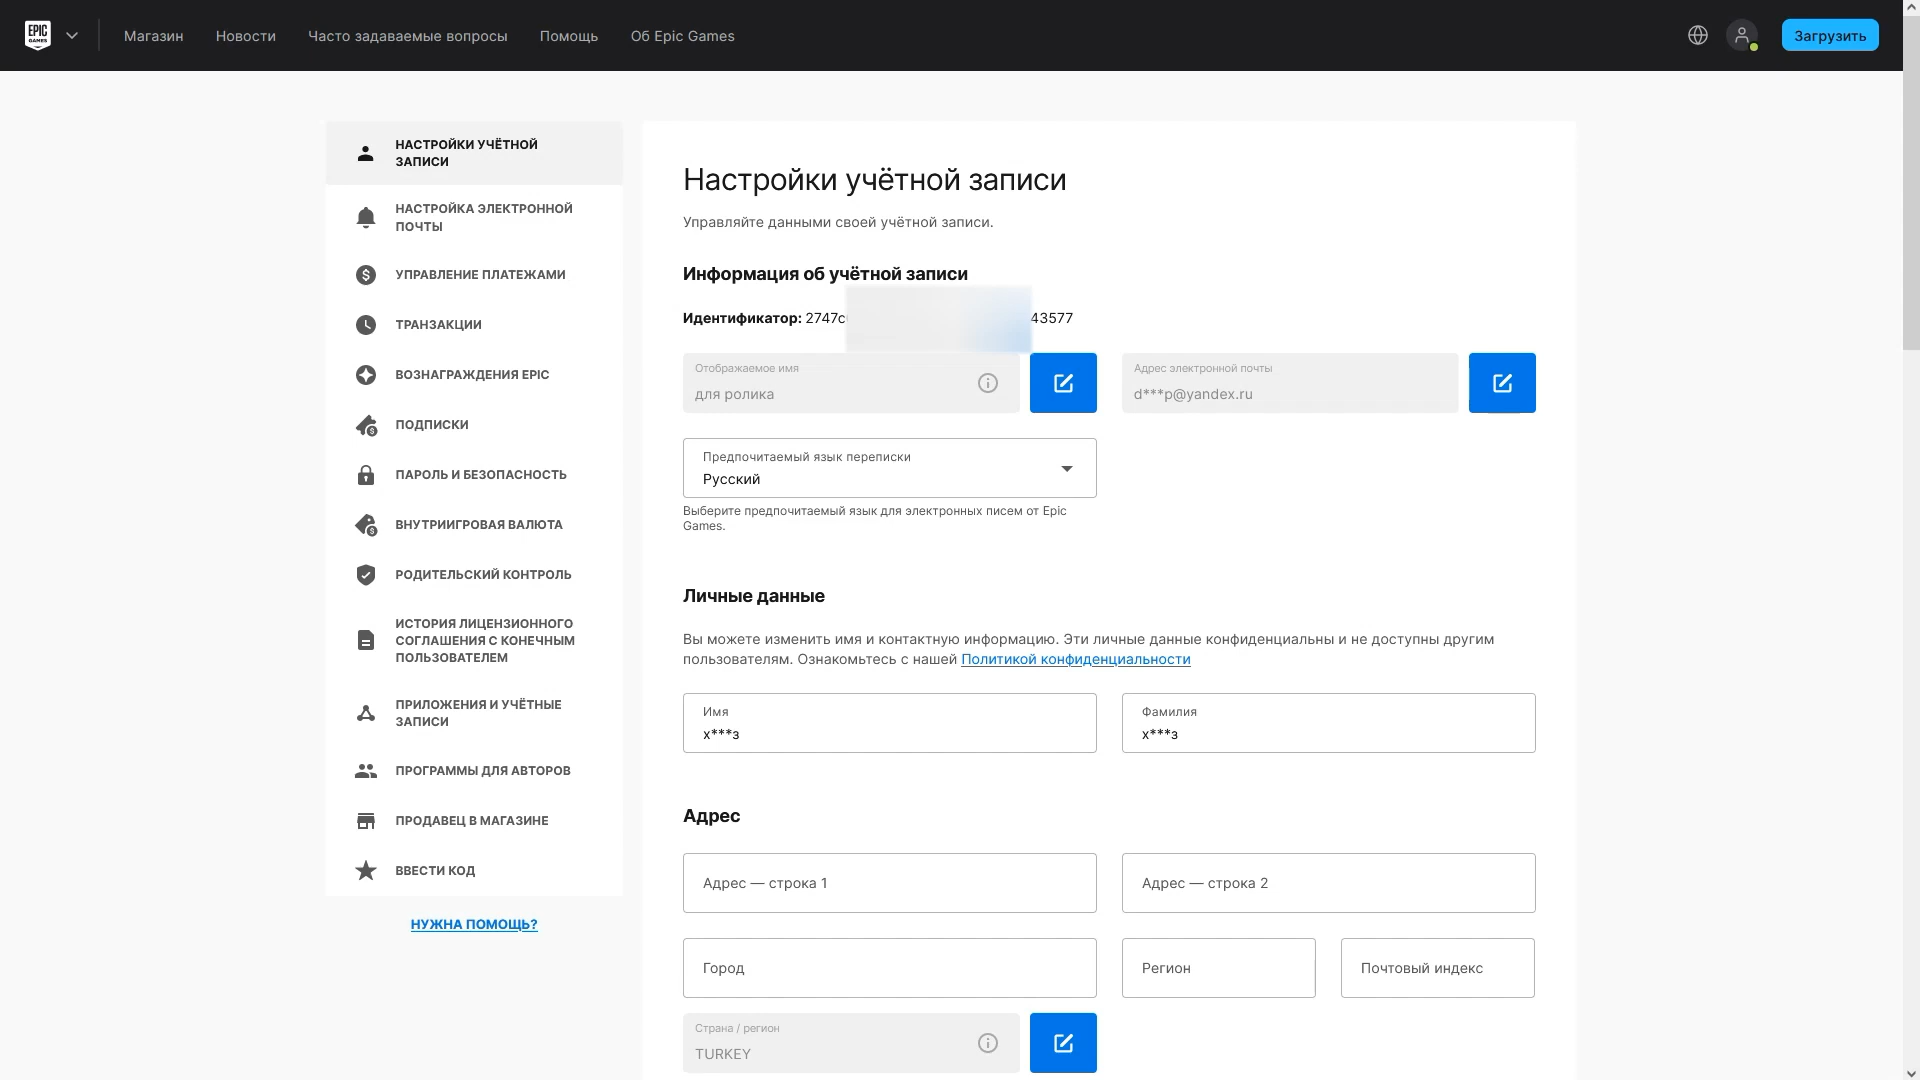 EPIC GAMES
Магазин
Новости
Часто задаваемые вопросы
Помощь
Об Epic Games
Загрузить
НАСТРОЙКИ УЧЁТНОЙ
ЗАПИСИ
НАСТРОЙКА ЭЛЕКТРОННОЙ
ПОЧТЫ
УПРАВЛЕНИЕ ПЛАТЕЖАМИ
ТРАНЗАКЦИИ
ВОЗНАГРАЖДЕНИЯ EPIC
ПОДПИСКИ
ПАРОЛЬ И БЕЗОПАСНОСТЬ
ВНУТРИИГРОВАЯ ВАЛЮТА
РОДИТЕЛЬСКИЙ КОНТРОЛЬ
ИСТОРИЯ ЛИЦЕНЗИОННОГО
СОГЛАШЕНИЯ С КОНЕЧНЫМ
ПОЛЬЗОВАТЕЛЕМ
ПРИЛОЖЕНИЯ И УЧЁТНЫЕ
ЗАПИСИ
ПРОГРАММЫ ДЛЯ АВТОРОВ
ПРОДАВЕЦ В МАГАЗИНЕ
ВВЕСТИ КОД
НУЖНА ПОМОЩЬ?
Настройки учётной записи
Управляйте данными своей учётной записи.
Информация об учётной записи
Идентификатор: 2747c 43577
Отображаемое имя
для ролика
Адрес электронной почты
d***p@yandex.ru
Предпочитаемый язык переписки
Русский
Выберите предпочитаемый язык для электронных писем от Epic
Games.
Личные данные
Вы можете изменить имя и контактную информацию. Эти личные данные конфиденциальны и не доступны другим
пользователям. Ознакомьтесь с нашей Политикой конфиденциальности
Имя
х***з
Фамилия
х***з
Адрес
Адрес — строка 1
Адрес — строка 2
Город
Регион
Почтовый индекс
Страна / регион
TURKEY